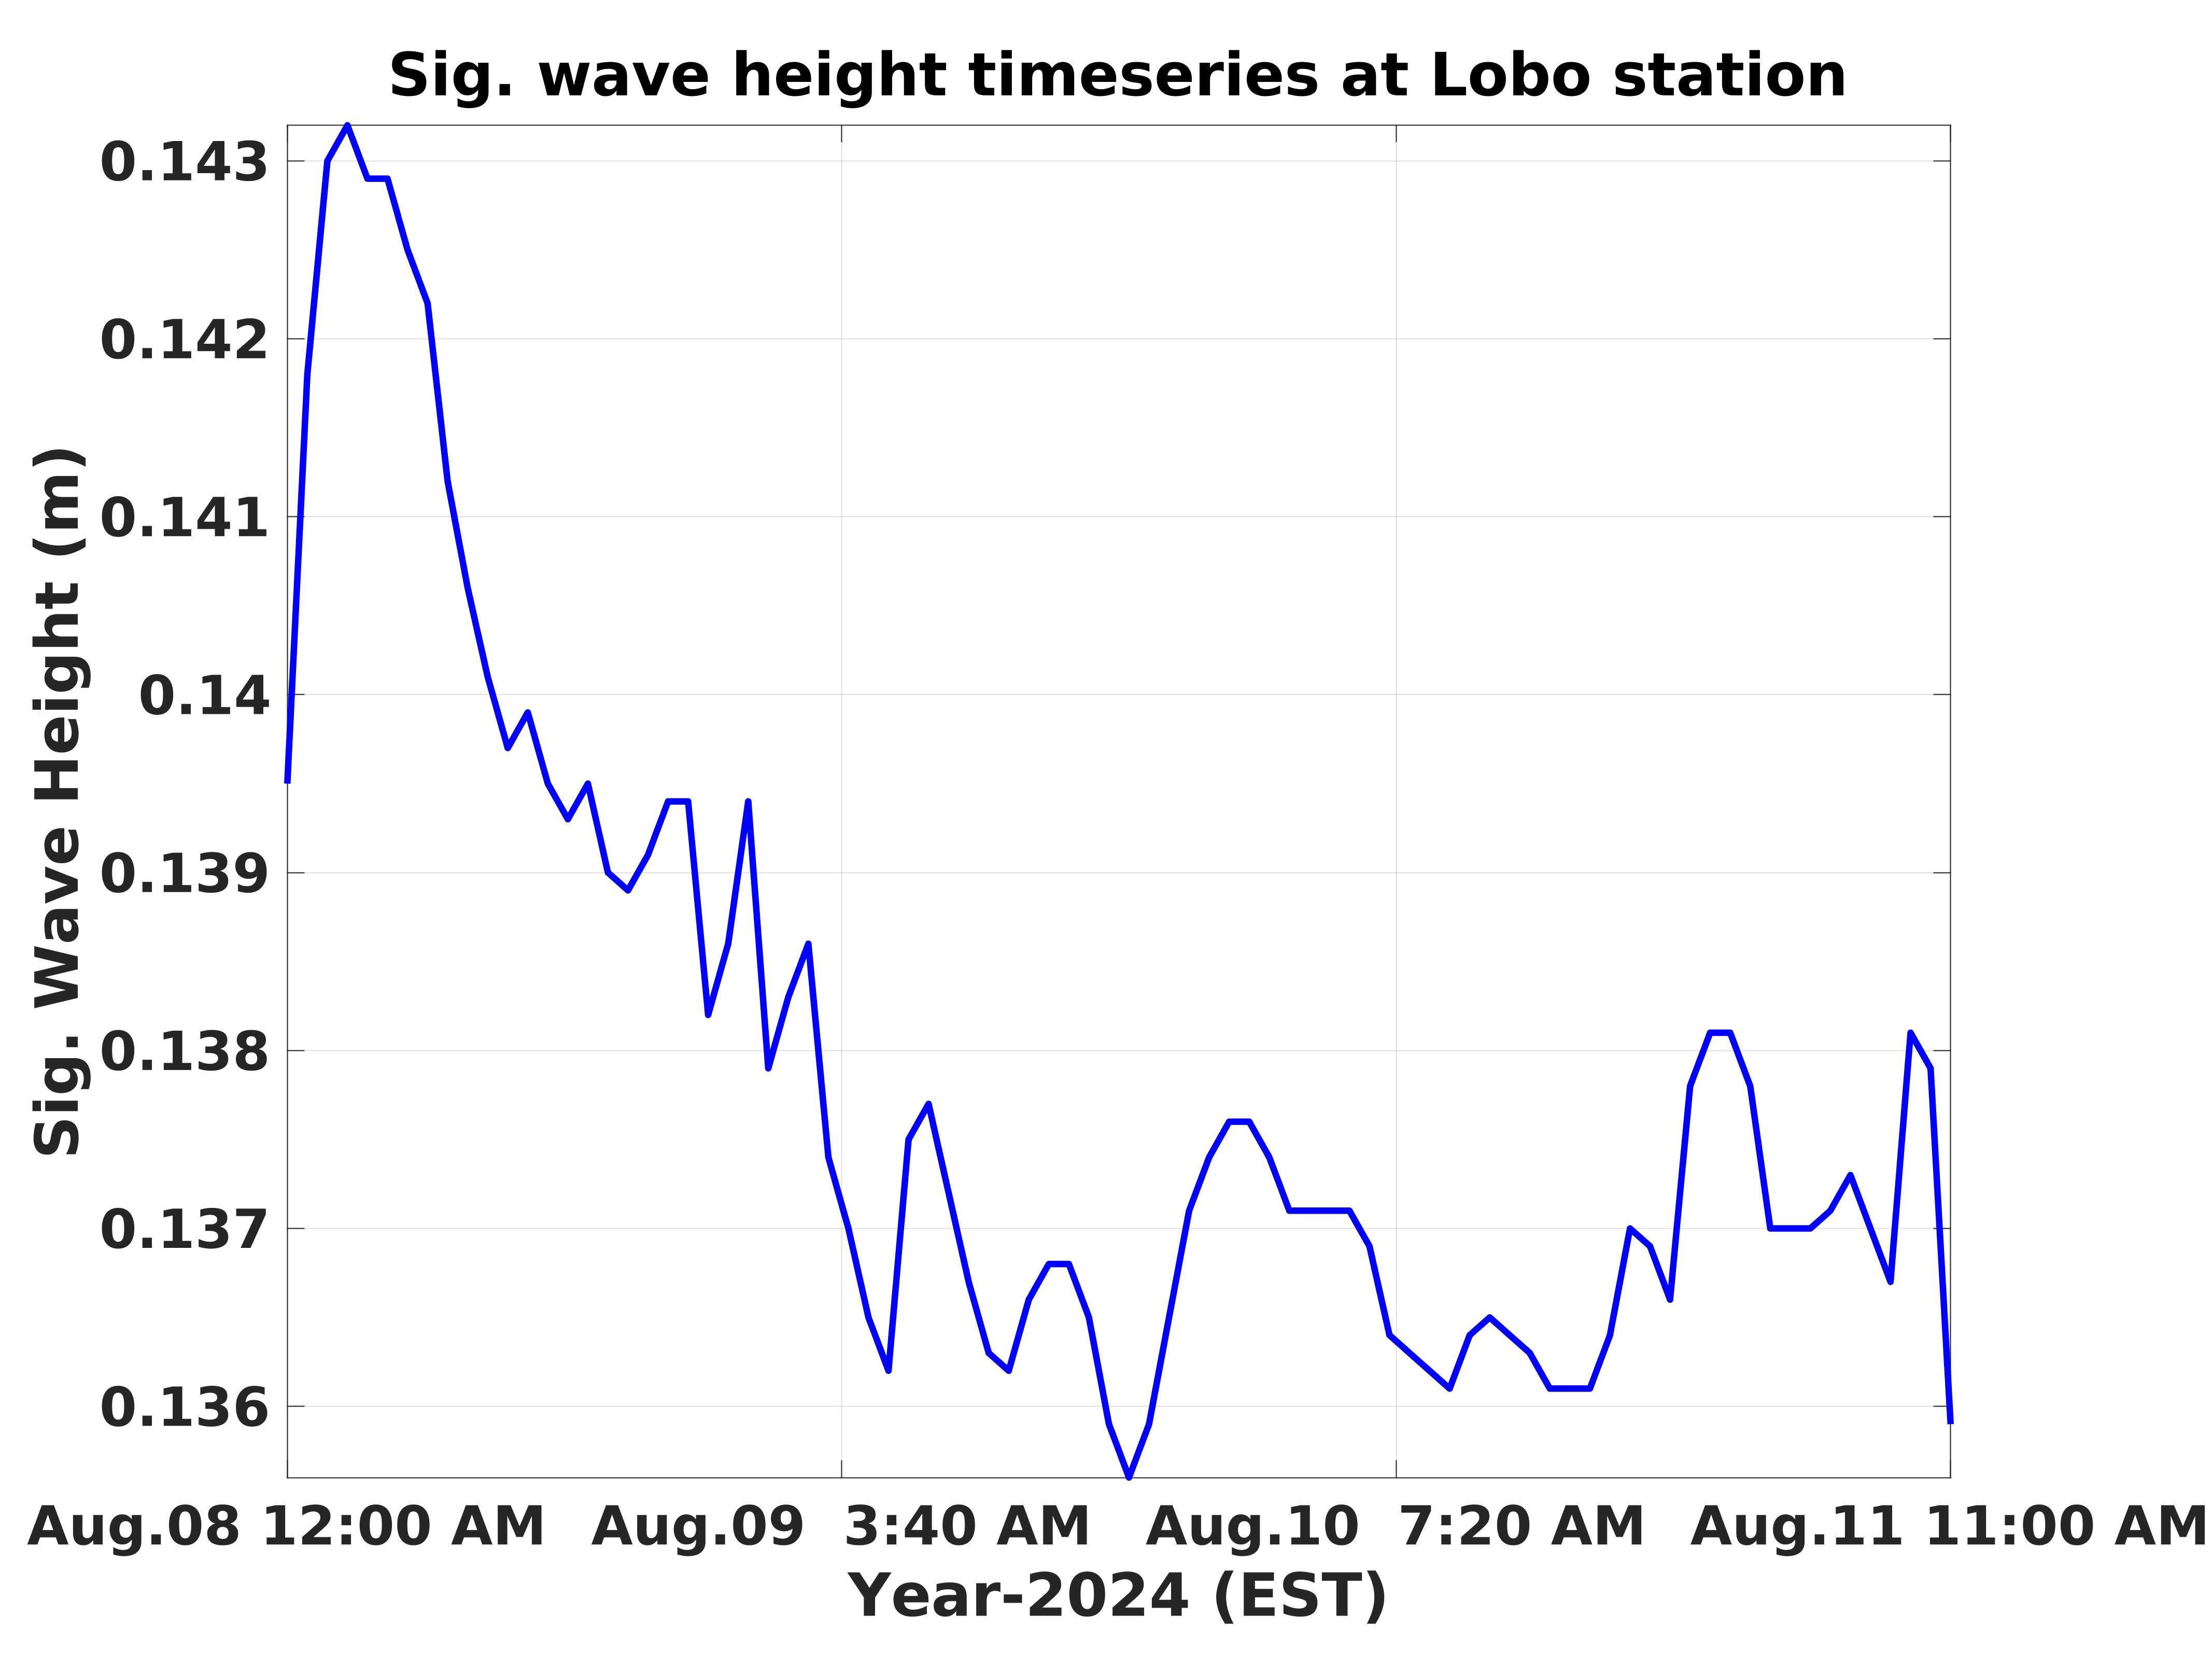 Sig. wave height timeseries at Lobo station
Sig. Wave Height (m)
0.143
0.142
0.141
0.14
0.139
0.138
0.137
0.136
Aug.08 12:00 AM Aug.09 3:40 AM Aug.10 7:20 AM Aug.11 11:00 AM
Year-2024 (EST)